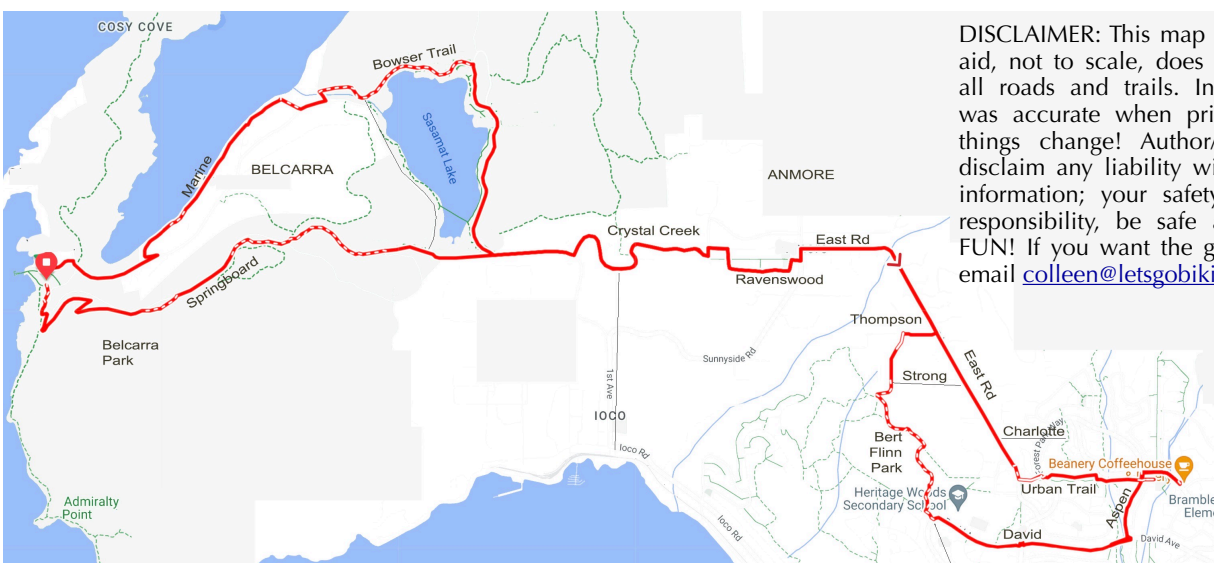 COSY COVE
Bowser Trail
Sasamat Lake
Marine
BELCARRA
ANMORE
Crystal Creek
East Rd
Ravenswood
Springboard
Belcarra
Park
Thompson
Sunnyside Rd
Strong
East Rd
1st Ave
IOCO
Ioco Rd
Charlotte
Bert
Flinn
Park
Beanery Coffeehouse
Urban Trail
Heritage Woods
Secondary School
Aspen
Bramble
Eleme
Admiralty
Point
Ioco Rd
David
David Ave
DISCLAIMER: This map
aid, not to scale, does
all roads and trails. In
was accurate when pri
things change! Author/
disclaim any liability wi
information; your safety
responsibility, be safe a
FUN! If you want the g
email colleen@letsgobiki